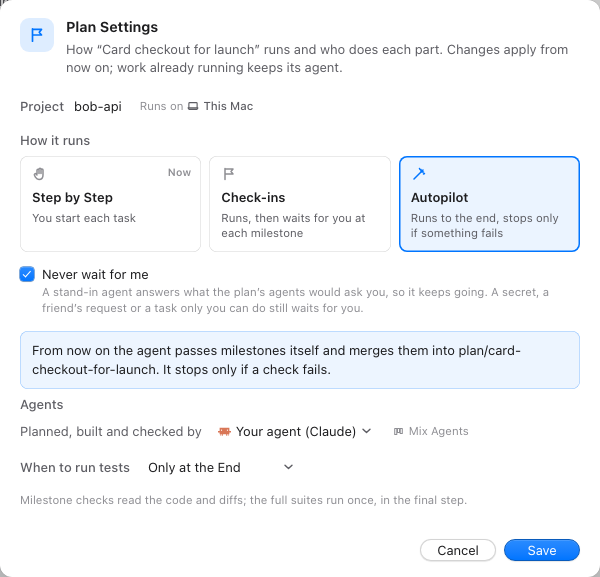 Plan Settings
How “Card checkout for launch” runs and who does each part. Changes apply from
now on; work already running keeps its agent.
Project bob-api Runs on This Mac
How it runs
Now
Step by Step
You start each task
Check-ins
Runs, then waits for you at
each milestone
Autopilot
Runs to the end, stops only
if something fails
Never wait for me
A stand-in agent answers what the plan's agents would ask you, so it keeps going. A secret, a
friend's request or a task only you can do still waits for you.
From now on the agent passes milestones itself and merges them into plan/card-
checkout-for-launch. It stops only if a check fails.
Agents
Planned, built and checked by Your agent (Claude) Mix Agents
When to run tests Only at the End
Milestone checks read the code and diffs; the full suites run once, in the final step.
Cancel Save